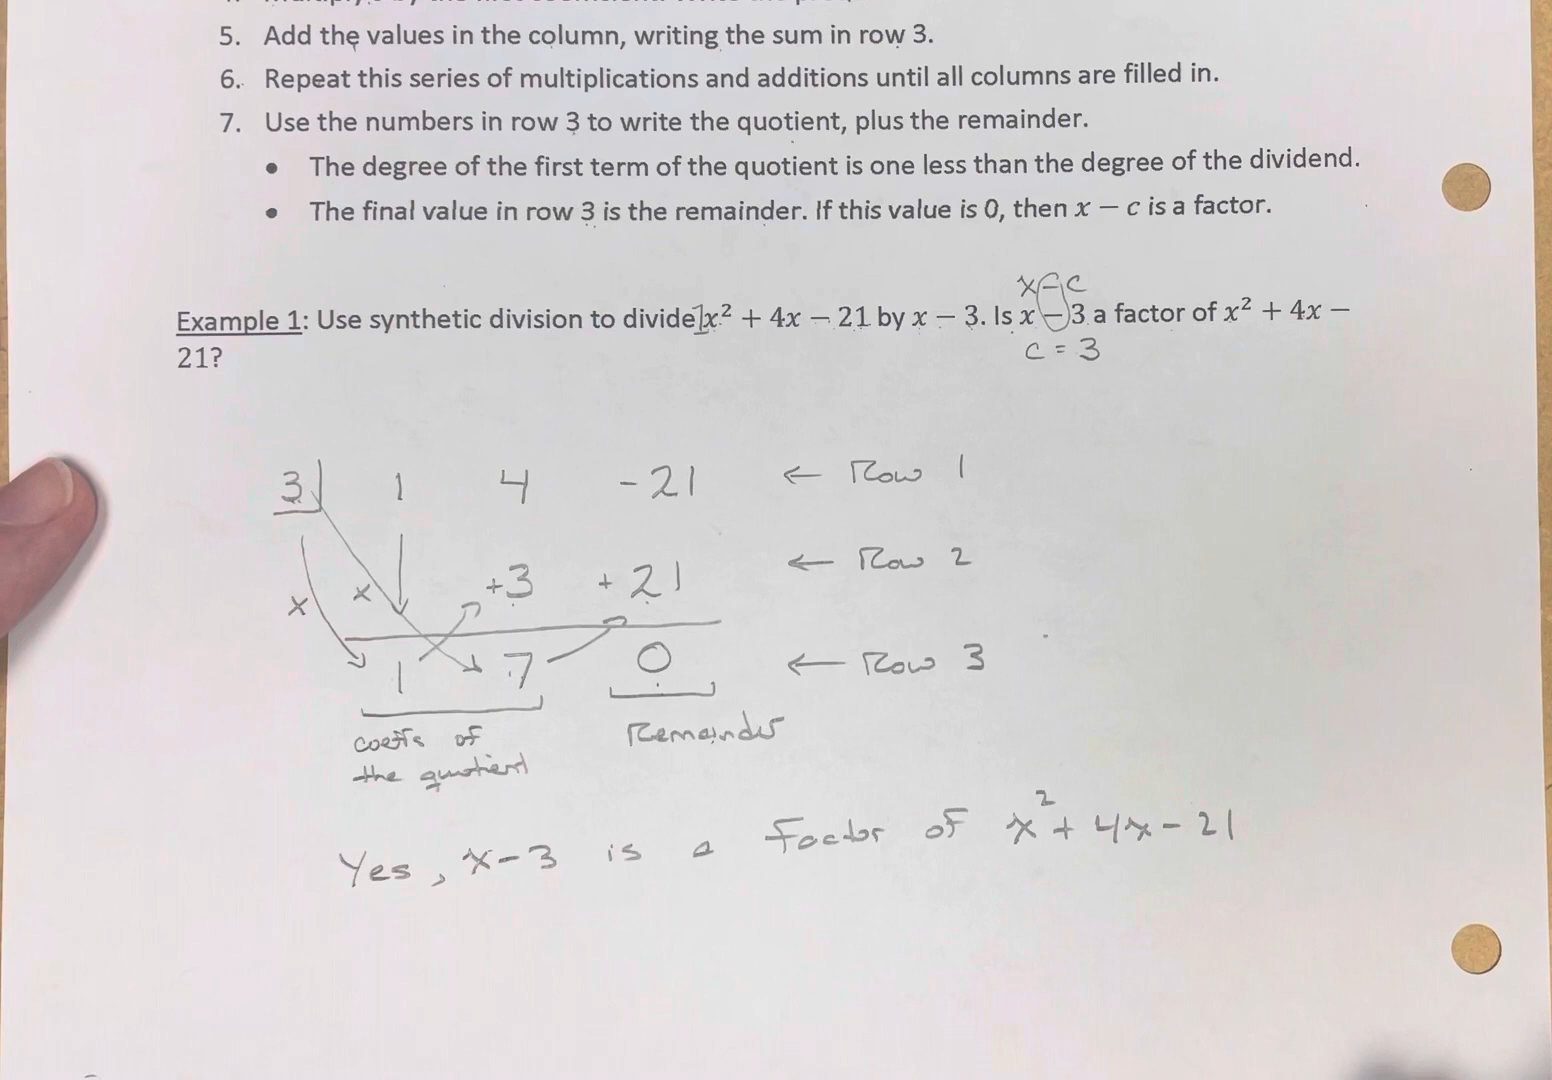 5. Add the values in the column, writing the sum in row 3.
6. Repeat this series of multiplications and additions until all columns are filled in.
7. Use the numbers in row 3 to write the quotient, plus the remainder.
• The degree of the first term of the quotient is one less than the degree of the dividend.
• The final value in row 3 is the remainder. If this value is 0, then x − c is a factor.
x − c
Example 1: Use synthetic division to divide 1x² + 4x − 21 by x − 3. Is x − 3 a factor of x² + 4x −
21?
c = 3
3 1 4 -21 ← Row 1
x x +3 +21 ← Row 2
1 7 0 ← Row 3
coeffs of
the quotient
Remainder
Yes, x-3 is a factor of x²+4x-21